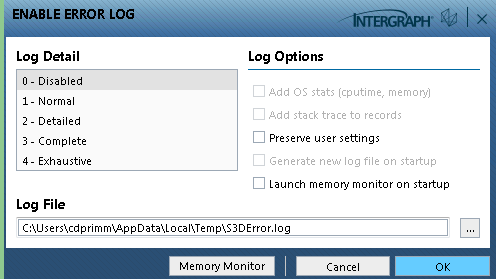 ENABLE ERROR LOG
INTERGRAPH
Log Detail
0 - Disabled
1 - Normal
2 - Detailed
3 - Complete
4 - Exhaustive
Log Options
Add OS stats (cputime, memory)
Add stack trace to records
Preserve user settings
Generate new log file on startup
Launch memory monitor on startup
Log File
C:\Users\cdprimm\AppData\Local\Temp\S3DError.log
...
Memory Monitor
Cancel
OK